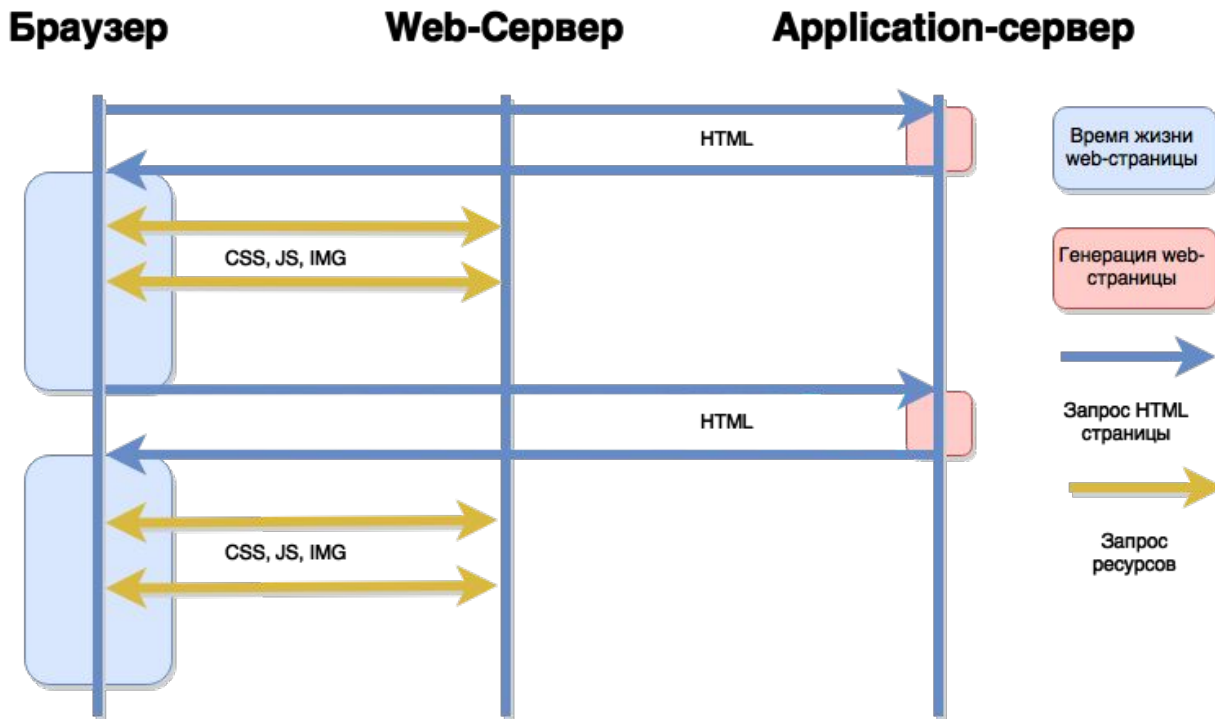 Браузер
Web-Сервер
Application-сервер
HTML
Время жизни
web-страницы
CSS, JS, IMG
Генерация web-
страницы
HTML
Запрос HTML
страницы
CSS, JS, IMG
Запрос
ресурсов